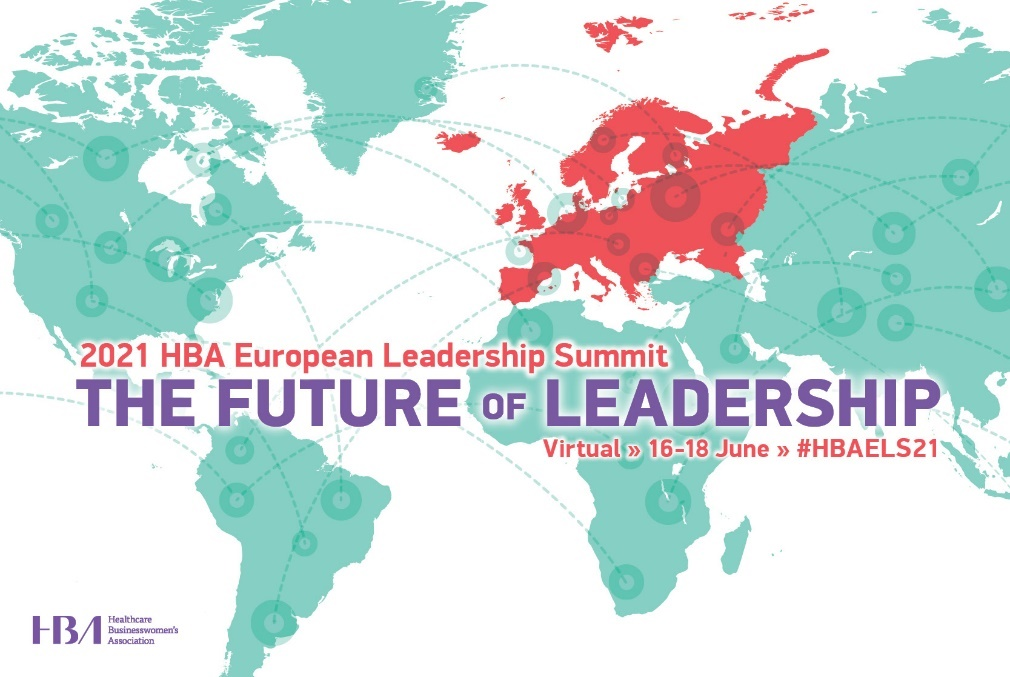 2021 HBA European Leadership Summit
THE FUTURE OF LEADERSHIP
Virtual » 16-18 June » #HBAELS21
HBA
Healthcare
Businesswomen's
Association